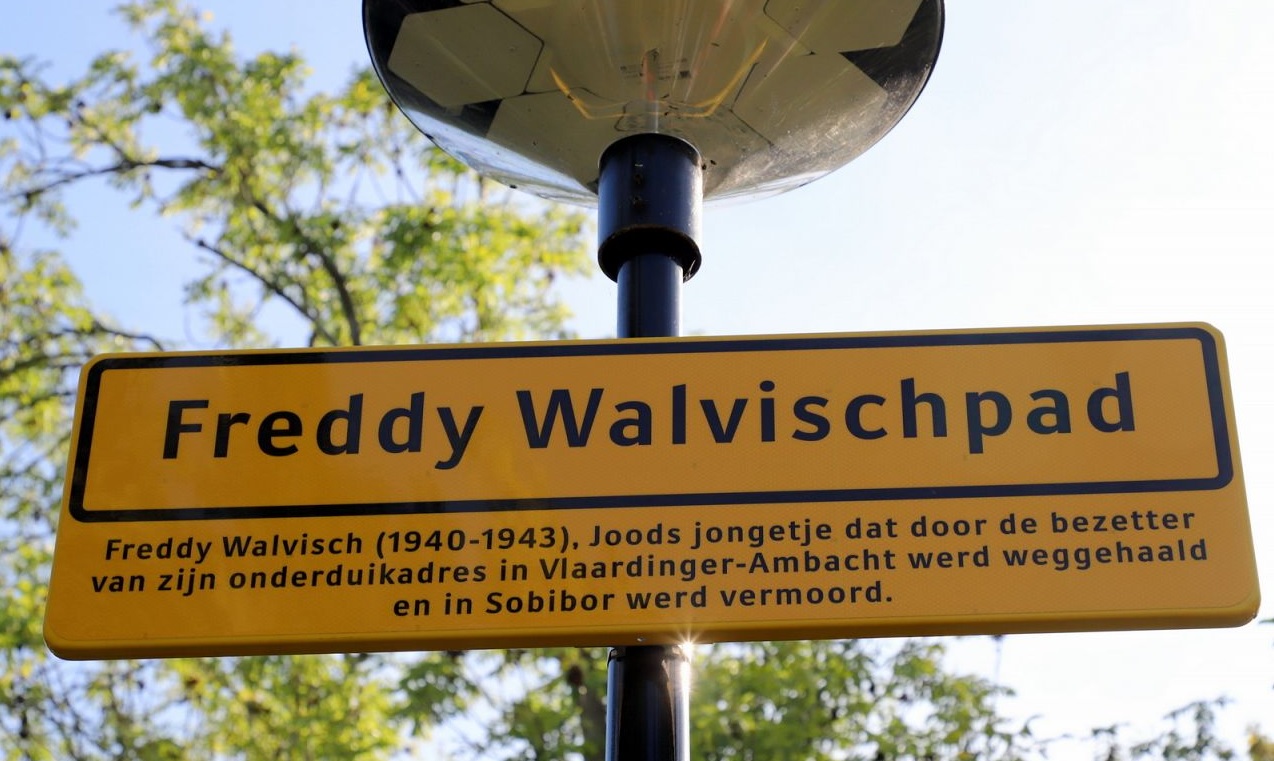 Freddy Walvischpad
Freddy Walvisch (1940-1943), Joods jongetje dat door de bezetter
van zijn onderduikadres in Vlaardinger-Ambacht werd weggehaald
en in Sobibor werd vermoord.